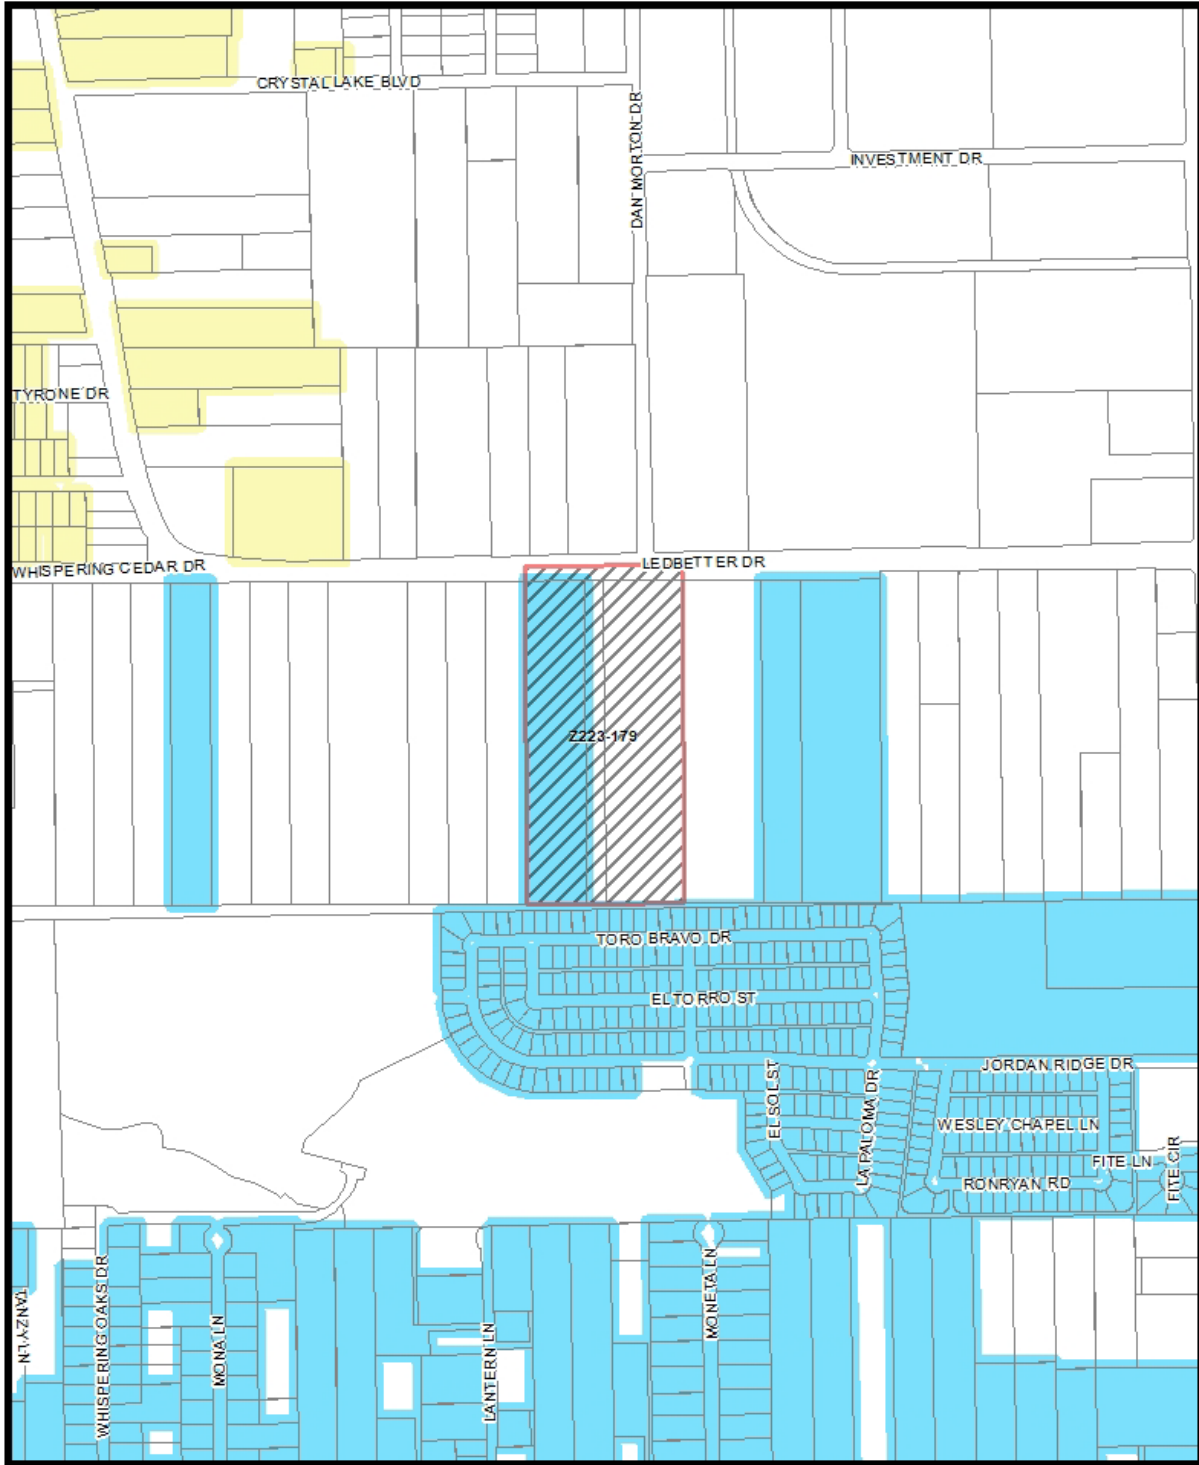 CRYSTAL LAKE BLVD
DAN MORTON DR
INVESTMENT DR
TYRONE DR
WHISPERING CEDAR DR
LEDBETTER DR
Z223-179
TORO BRAVO DR
EL TORRO ST
JORDAN RIDGE DR
EL SOL ST
LA PALOMA DR
WESLEY CHAPEL LN
FITE LN
FITE CIR
RONRYAN RD
TANZY LN
WHISPERING OAKS DR
MONA LN
LANTERN LN
MONETA LN